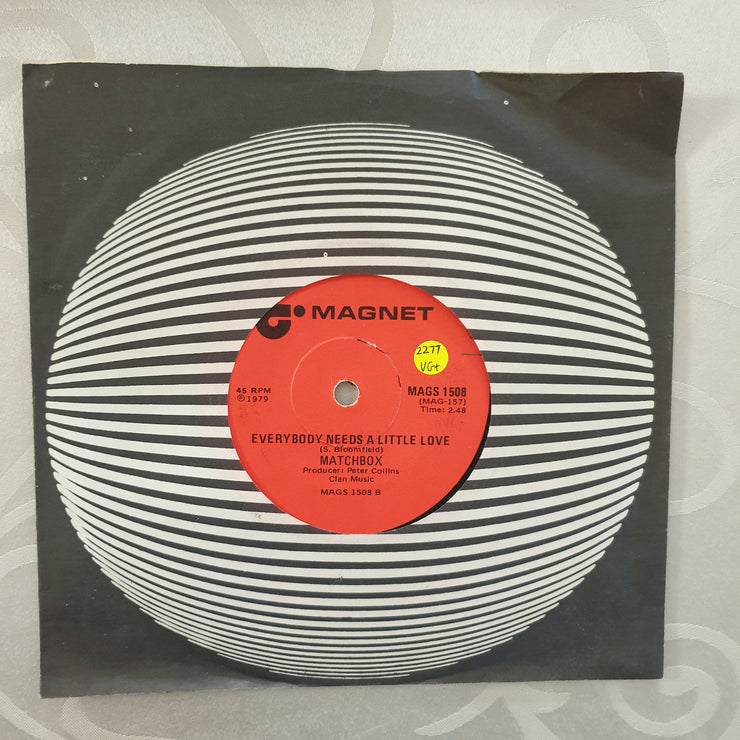 MAGNET
2277
VG+
45 RPM
℗ 1979
MAGS 1508
(MAG-157)
Time: 2.48
EVERYBODY NEEDS A LITTLE LOVE
(S. Bloomfield)
MATCHBOX
Producer: Peter Collins
Clan Music
MAGS 1508 B